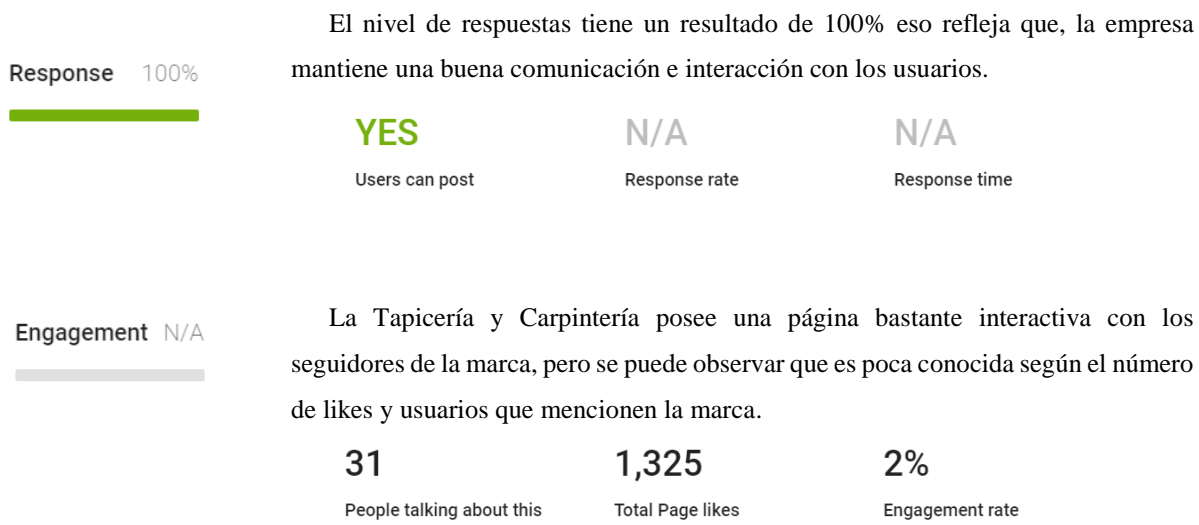 El nivel de respuestas tiene un resultado de 100% eso refleja que, la empresa
mantiene una buena comunicación e interacción con los usuarios.
Response 100%
YES N/A N/A
Users can post Response rate Response time
La Tapicería y Carpintería posee una página bastante interactiva con los
Engagement N/A
seguidores de la marca, pero se puede observar que es poca conocida según el número
de likes y usuarios que mencionen la marca.
31 1,325 2%
People talking about this Total Page likes Engagement rate